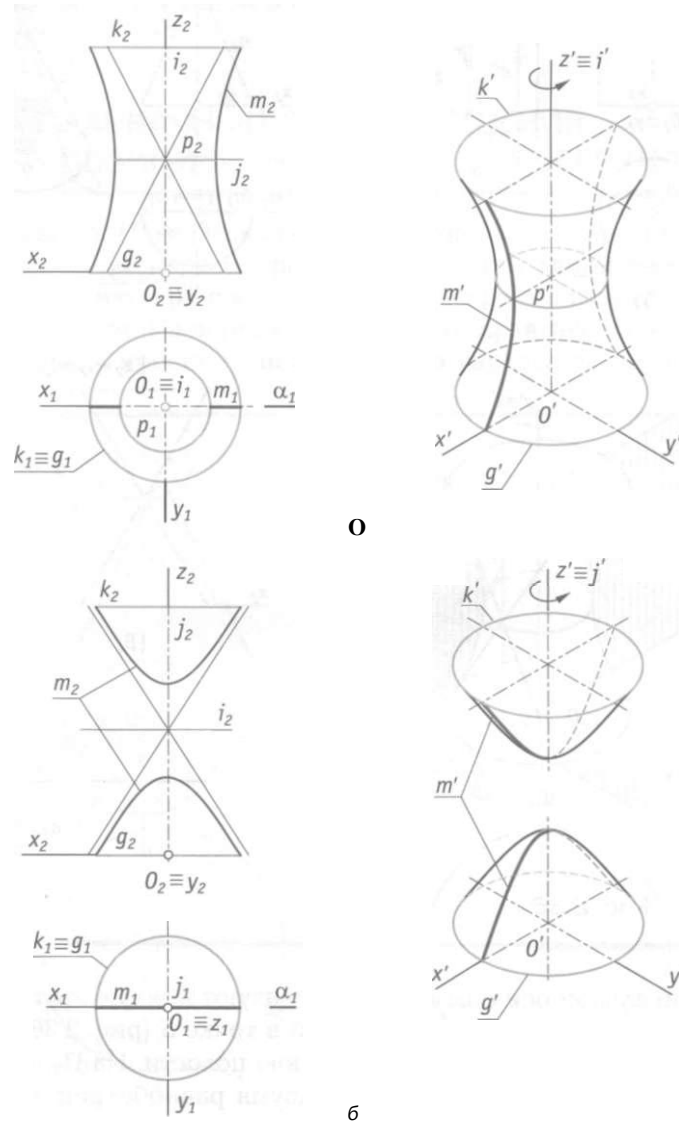 z₂
k₂
i₂
m₂
p₂
j₂
x₂
g₂
O₂≡y₂
x₁
O₁≡i₁
m₁
α₁
p₁
k₁≡g₁
y₁
z'≡i'
k'
m'
p'
x'
O'
y'
g'
О
z₂
k₂
j₂
m₂
i₂
x₂
g₂
O₂≡y₂
k₁≡g₁
x₁
m₁
j₁
α₁
O₁≡z₁
y₁
z'≡j'
k'
m'
x'
O'
y
g'
б